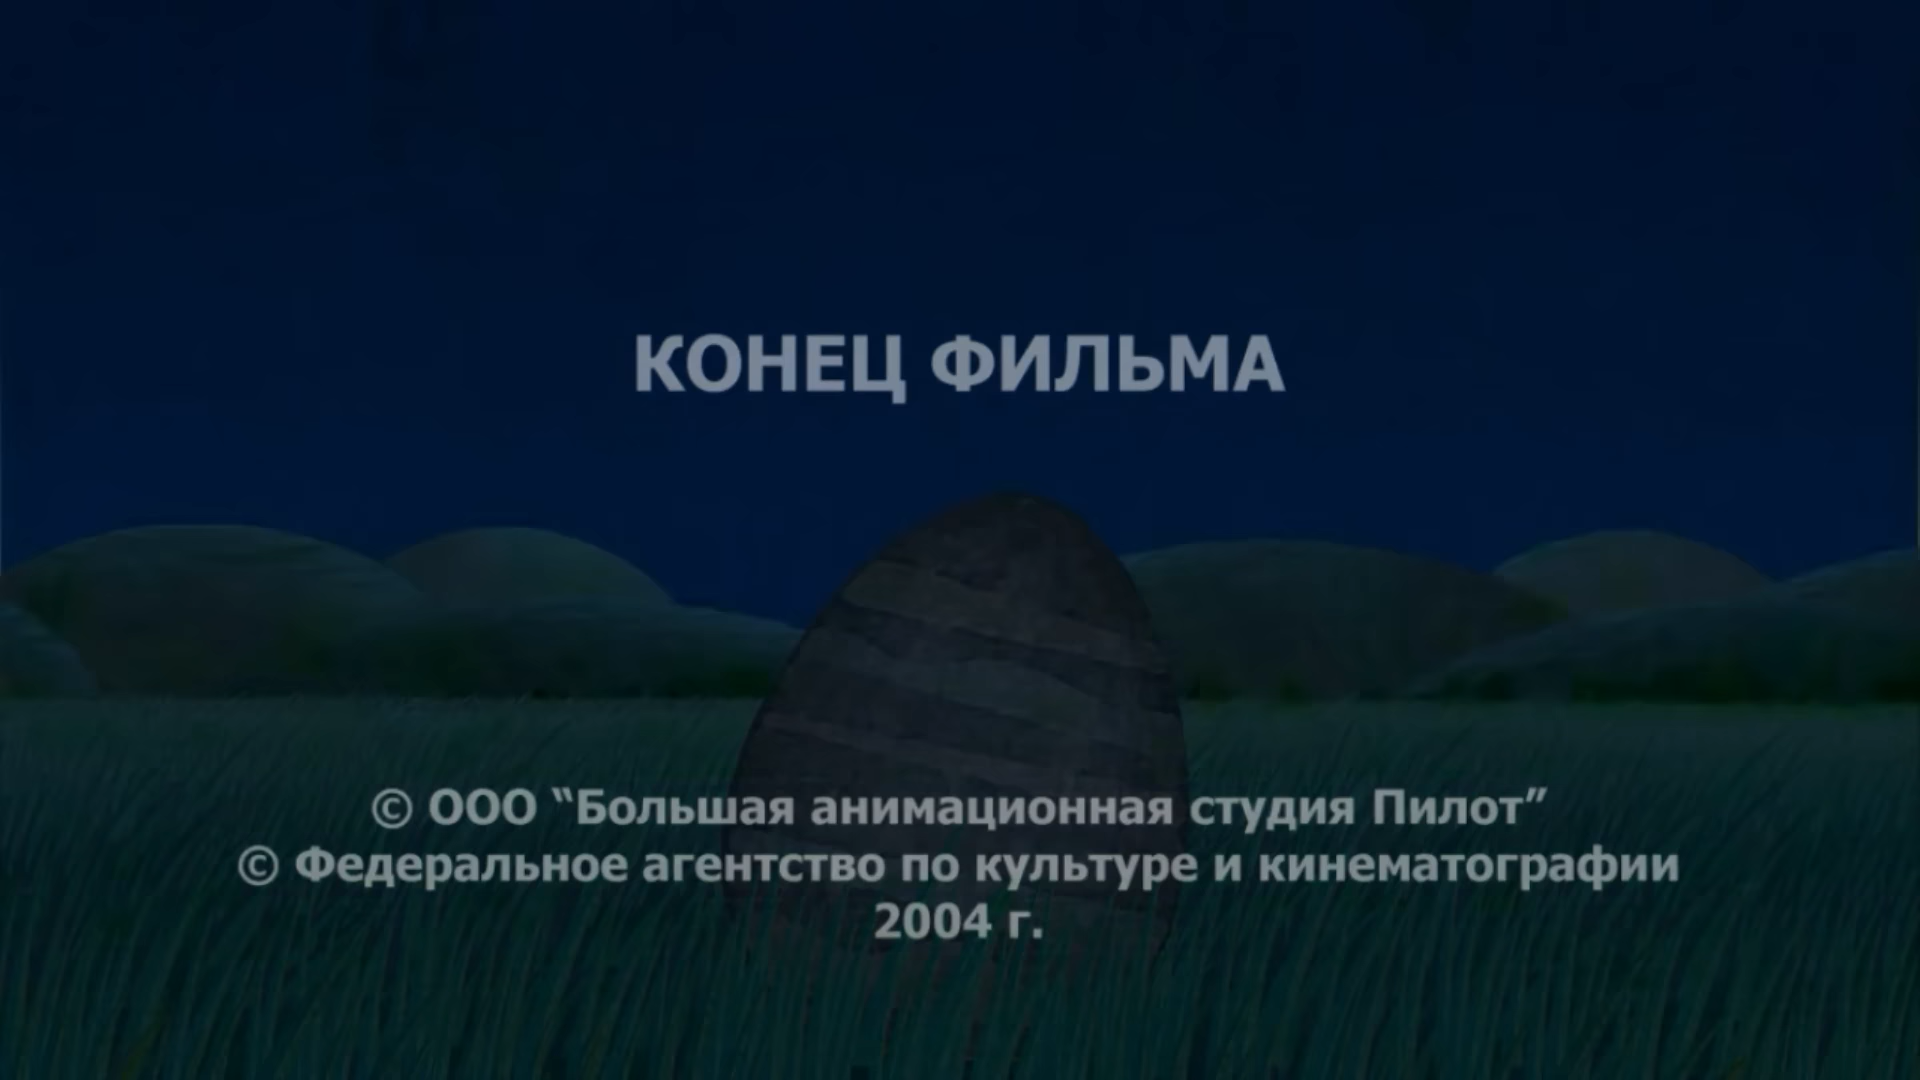 КОНЕЦ ФИЛЬМА
© ООО “Большая анимационная студия Пилот”
© Федеральное агентство по культуре и кинематографии
2004 г.